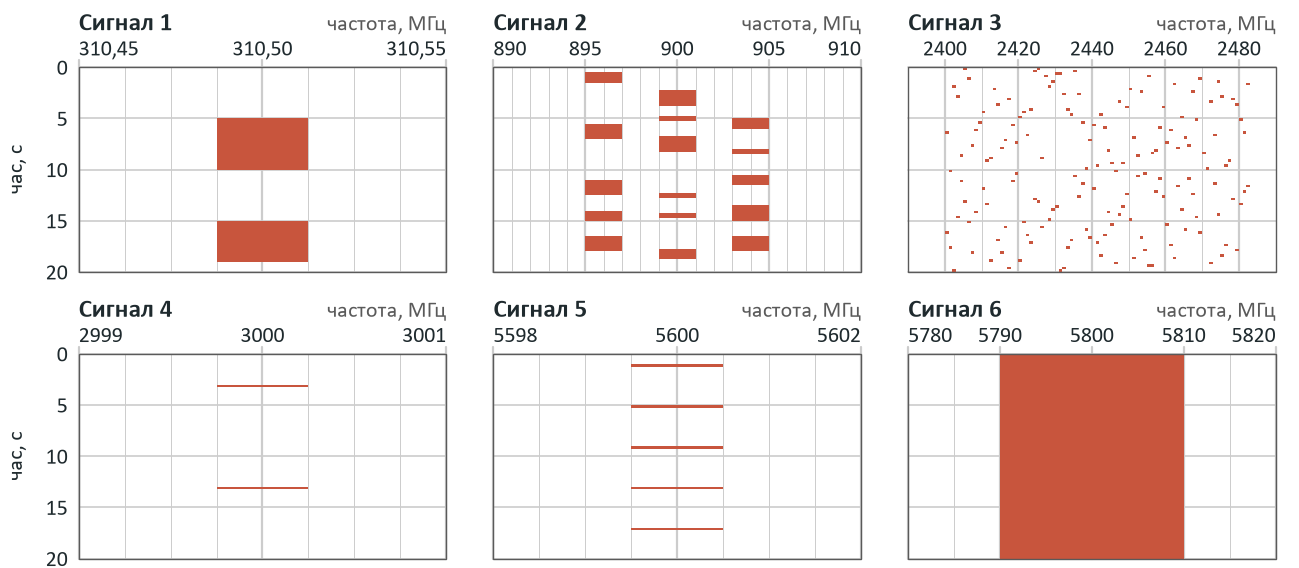 Сигнал 1 частота, МГц
310,45 310,50 310,55
Сигнал 2 частота, МГц
890 895 900 905 910
Сигнал 3 частота, МГц
2400 2420 2440 2460 2480
0
5
10
15
20
час, с
Сигнал 4 частота, МГц
2999 3000 3001
Сигнал 5 частота, МГц
5598 5600 5602
Сигнал 6 частота, МГц
5780 5790 5800 5810 5820
0
5
10
15
20
час, с